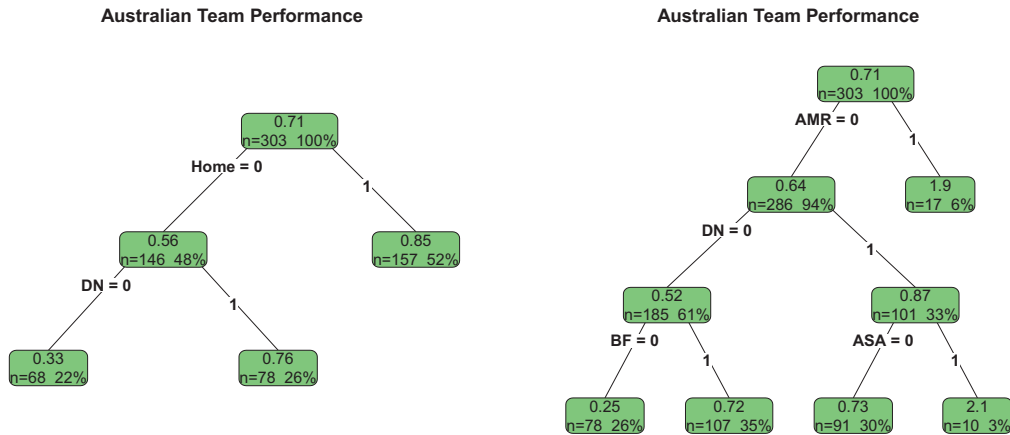 Australian Team Performance
0.71
n=303 100%
Home = 0
1
0.56
n=146 48%
0.85
n=157 52%
DN = 0
1
0.33
n=68 22%
0.76
n=78 26%
Australian Team Performance
0.71
n=303 100%
AMR = 0
1
0.64
n=286 94%
1.9
n=17 6%
DN = 0
1
0.52
n=185 61%
0.87
n=101 33%
BF = 0
1
ASA = 0
1
0.25
n=78 26%
0.72
n=107 35%
0.73
n=91 30%
2.1
n=10 3%